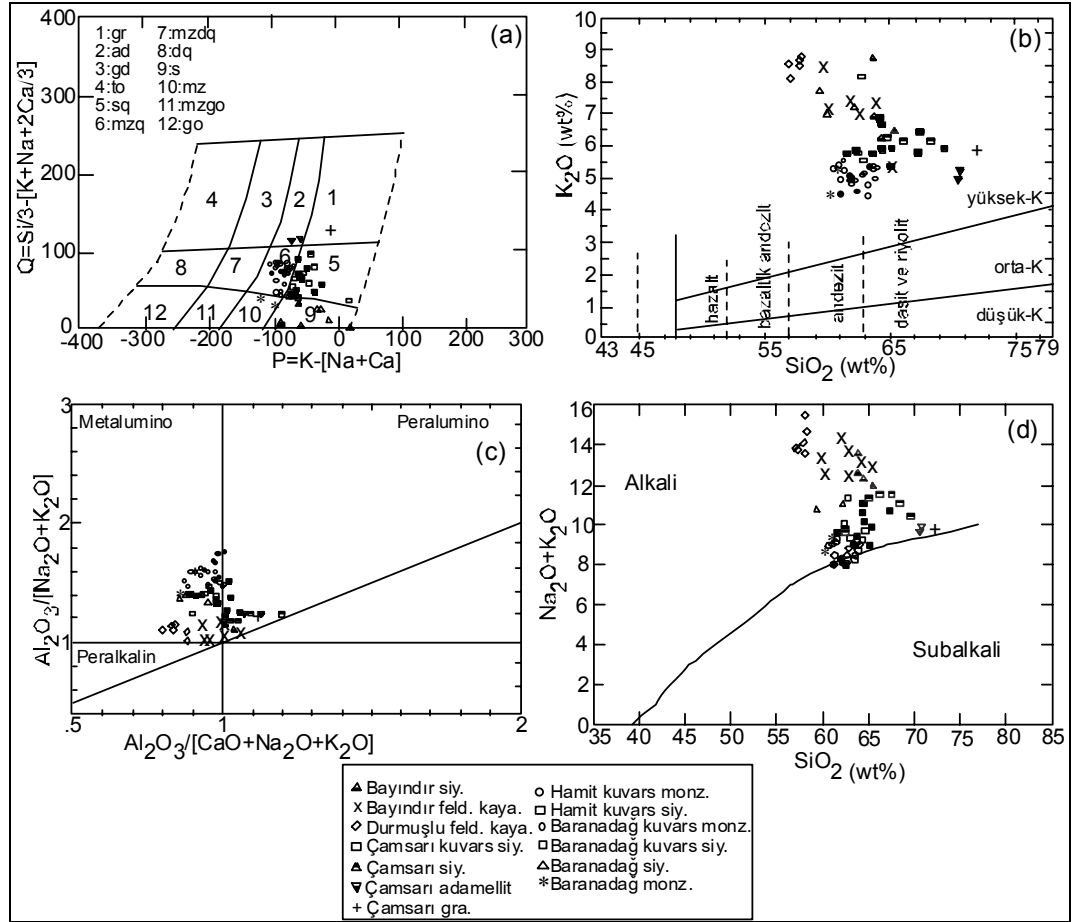 400
300
200
100
0
Q=Si/3-[K+Na+2Ca/3]
1:gr 7:mzdq
2:ad 8:dq
3:gd 9:s
4:to 10:mz
5:sq 11:mzgo
6:mzq 12:go
(a)
4 3 2 1
8 7 6 5
12 11 10 9
-400 -300 -200 -100 0 100 200 300
P=K-[Na+Ca]
10
9
8
7
6
5
4
3
2
1
0
K2O (wt%)
(b)
yüksek-K
orta-K
düşük-K
bazalt
bazaltik andezit
andezit
dasit ve riyolit
43 45 55 65 75 79
SiO2 (wt%)
3
2
1
Al2O3/[Na2O+K2O]
Metalumino Peralumino
(c)
Peralkalin
.5 1 2
Al2O3/[CaO+Na2O+K2O]
16
14
12
10
8
6
4
2
0
Na2O+K2O
(d)
Alkali
Subalkali
35 40 45 50 55 60 65 70 75 80 85
SiO2 (wt%)
Bayındır siy.
x Bayındır feld. kaya.
Durmuşlu feld. kaya.
Çamsarı kuvars siy.
Çamsarı siy.
Çamsarı adamellit
+ Çamsarı gra.
Hamit kuvars monz.
Hamit kuvars siy.
Baranadağ kuvars monz.
Baranadağ kuvars siy.
Baranadağ siy.
* Baranadağ monz.